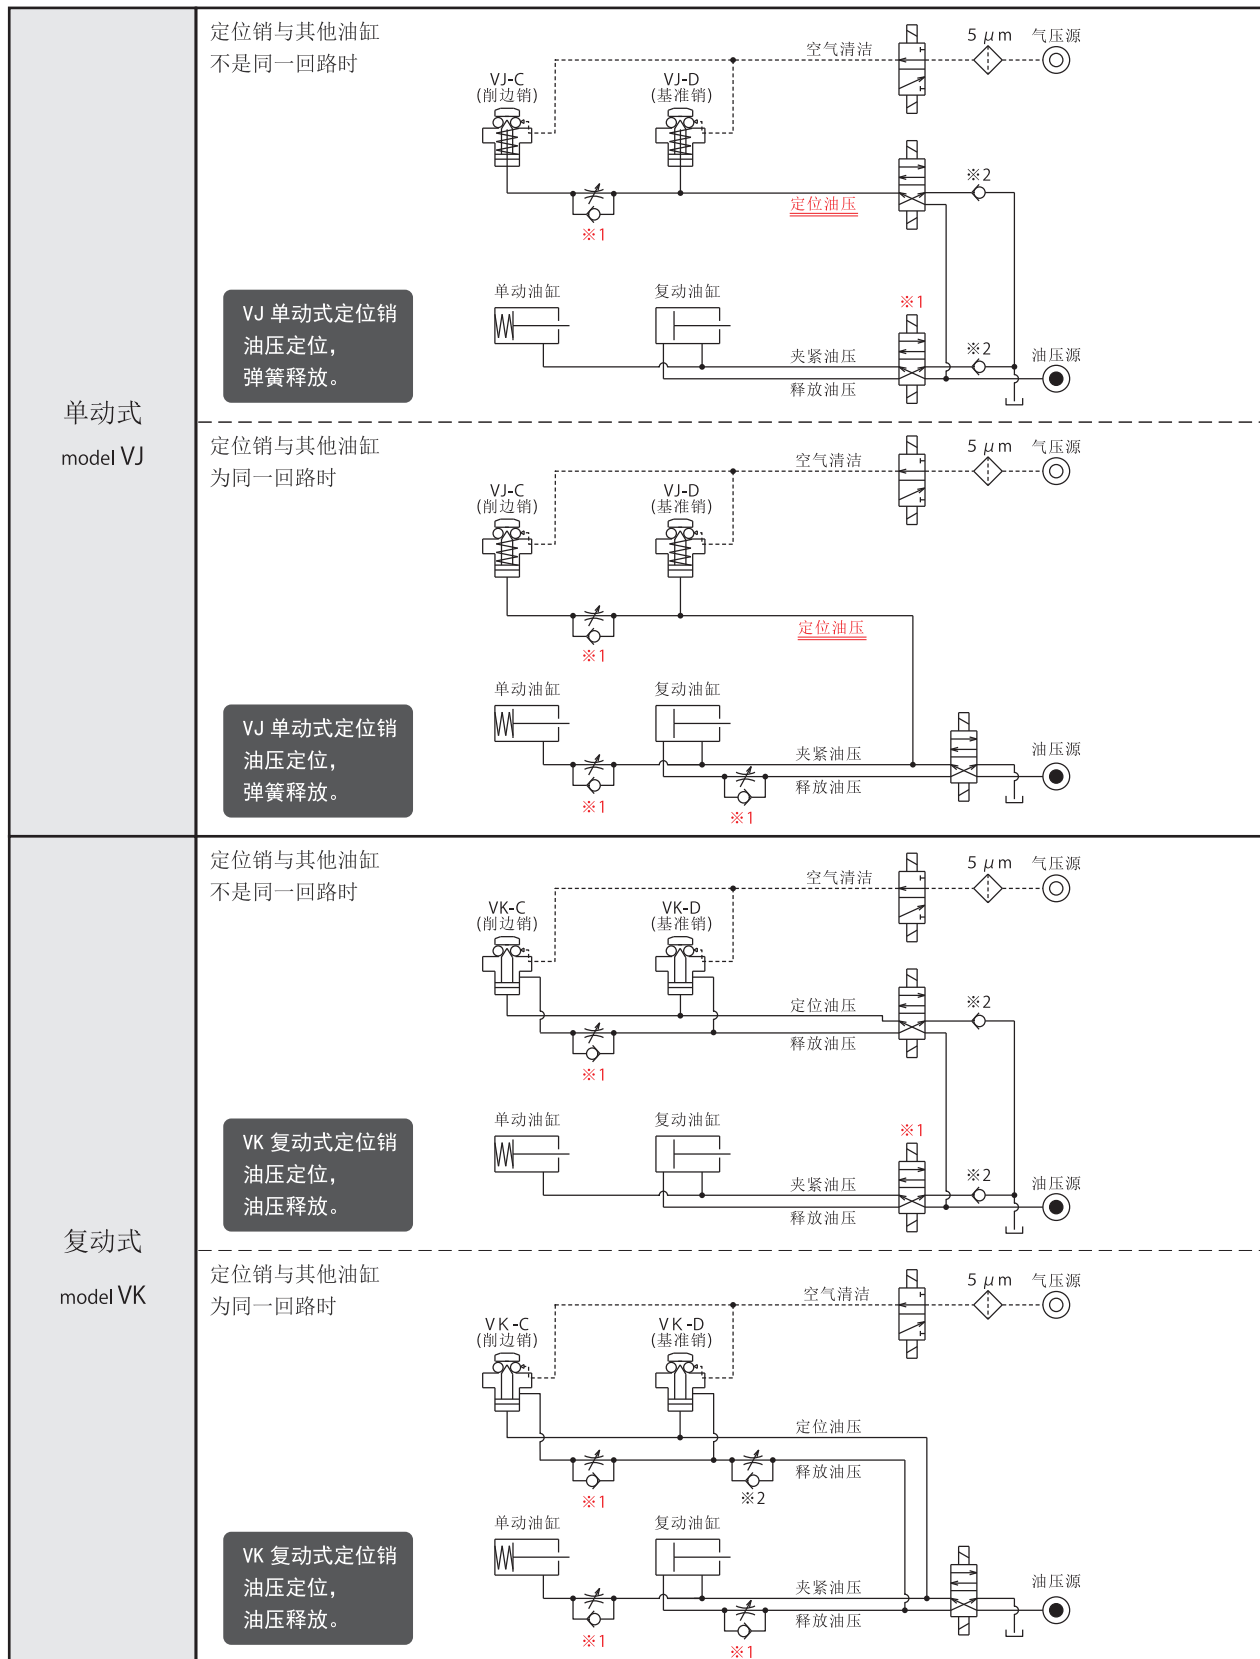 单动式
model VJ
定位销与其他油缸
不是同一回路时
空气清洁
5 μm
气压源
VJ-C
(削边销)
VJ-D
(基准销)
※2
定位油压
※1
单动油缸
复动油缸
※1
VJ 单动式定位销
油压定位，
弹簧释放。
※2
夹紧油压
释放油压
油压源
定位销与其他油缸
为同一回路时
空气清洁
5 μm
气压源
VJ-C
(削边销)
VJ-D
(基准销)
定位油压
※1
单动油缸
复动油缸
VJ 单动式定位销
油压定位，
弹簧释放。
夹紧油压
释放油压
油压源
※1
※1
复动式
model VK
定位销与其他油缸
不是同一回路时
空气清洁
5 μm
气压源
VK-C
(削边销)
VK-D
(基准销)
定位油压
※2
释放油压
※1
单动油缸
复动油缸
※1
VK 复动式定位销
油压定位，
油压释放。
※2
夹紧油压
释放油压
油压源
定位销与其他油缸
为同一回路时
空气清洁
5 μm
气压源
VK-C
(削边销)
VK-D
(基准销)
定位油压
释放油压
※1
※2
单动油缸
复动油缸
VK 复动式定位销
油压定位，
油压释放。
夹紧油压
释放油压
油压源
※1
※1